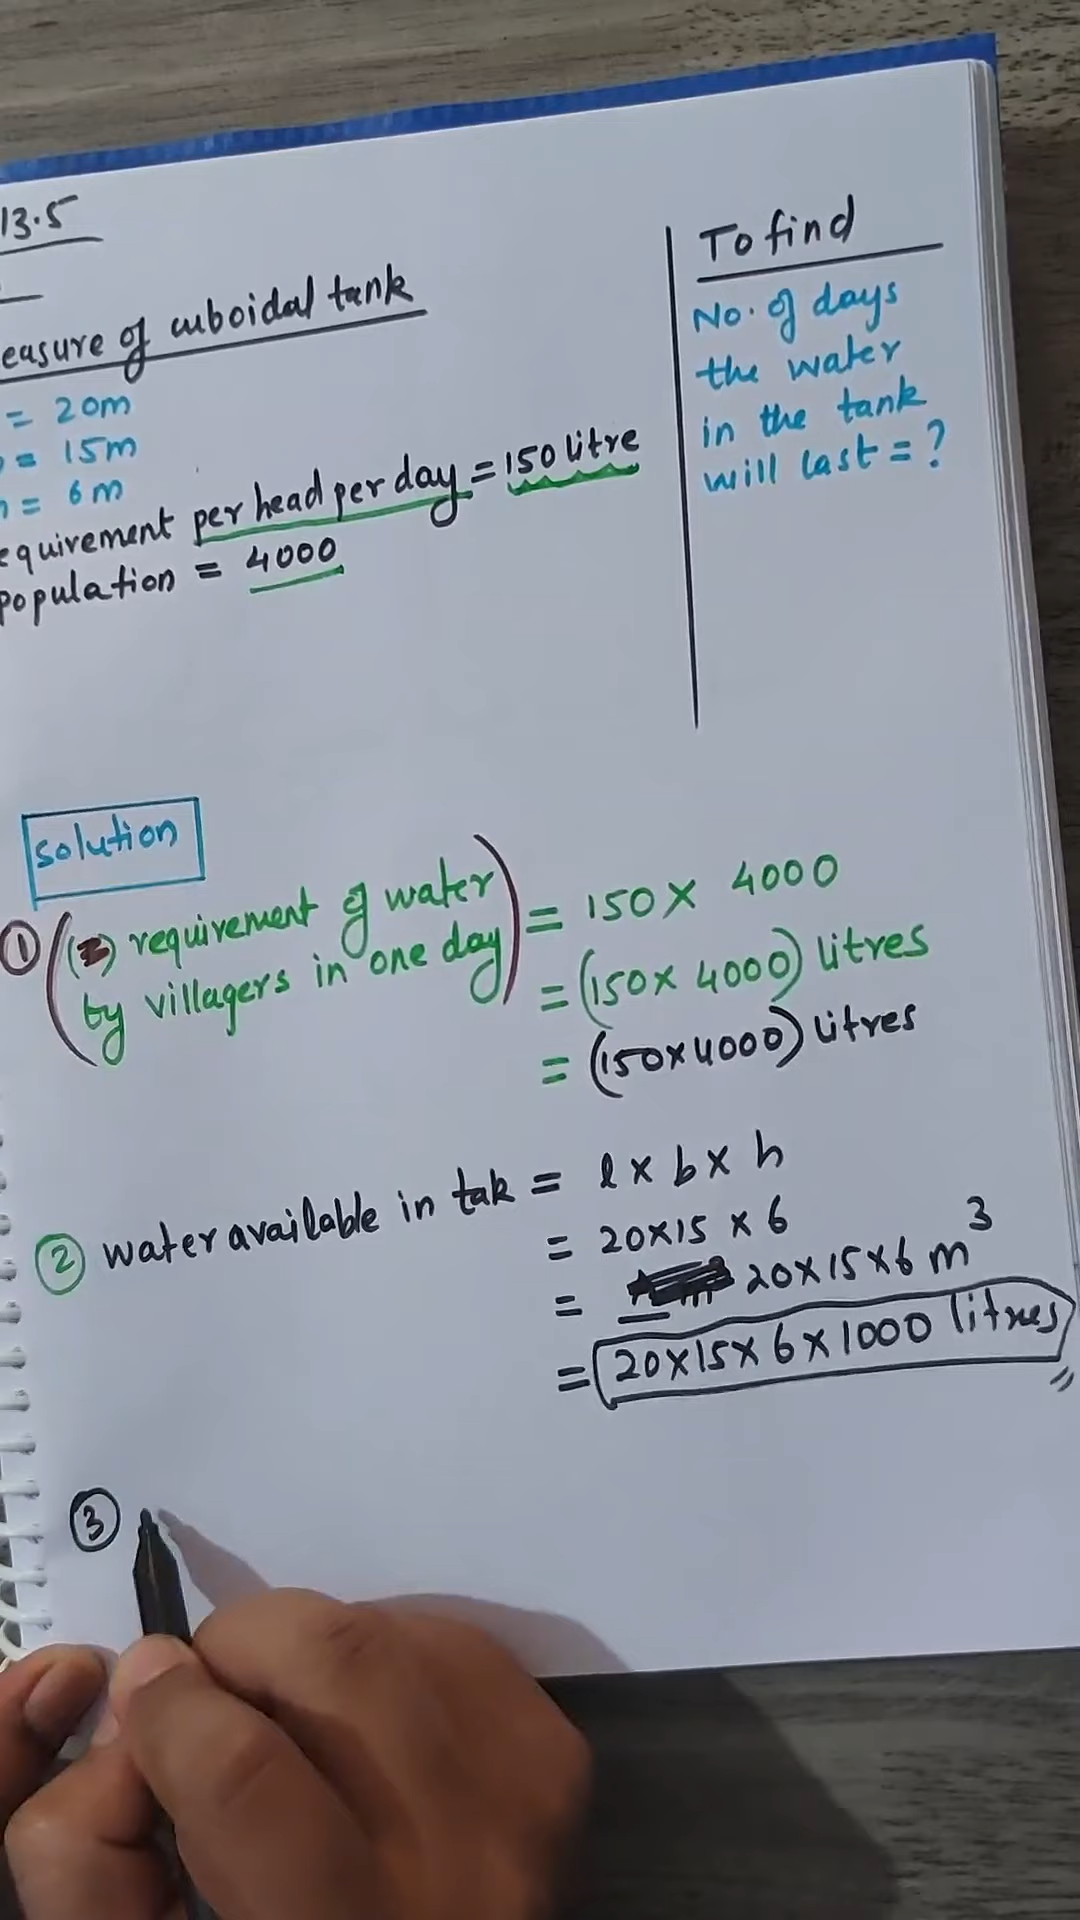 13.5
To find
easure of cuboidal tank
= 20m
b = 15m
h = 6m
equirement per head per day = 150 litre
population = 4000
No. of days
the water
in the tank
will last = ?
solution
① requirement of water = 150 × 4000
by villagers in one day
= (150 × 4000) litres
= (150×4000) litres
② water available in tak = l × b × h
= 20×15 × 6
= 20×15×6 m³
= 20×15×6×1000 litres
③